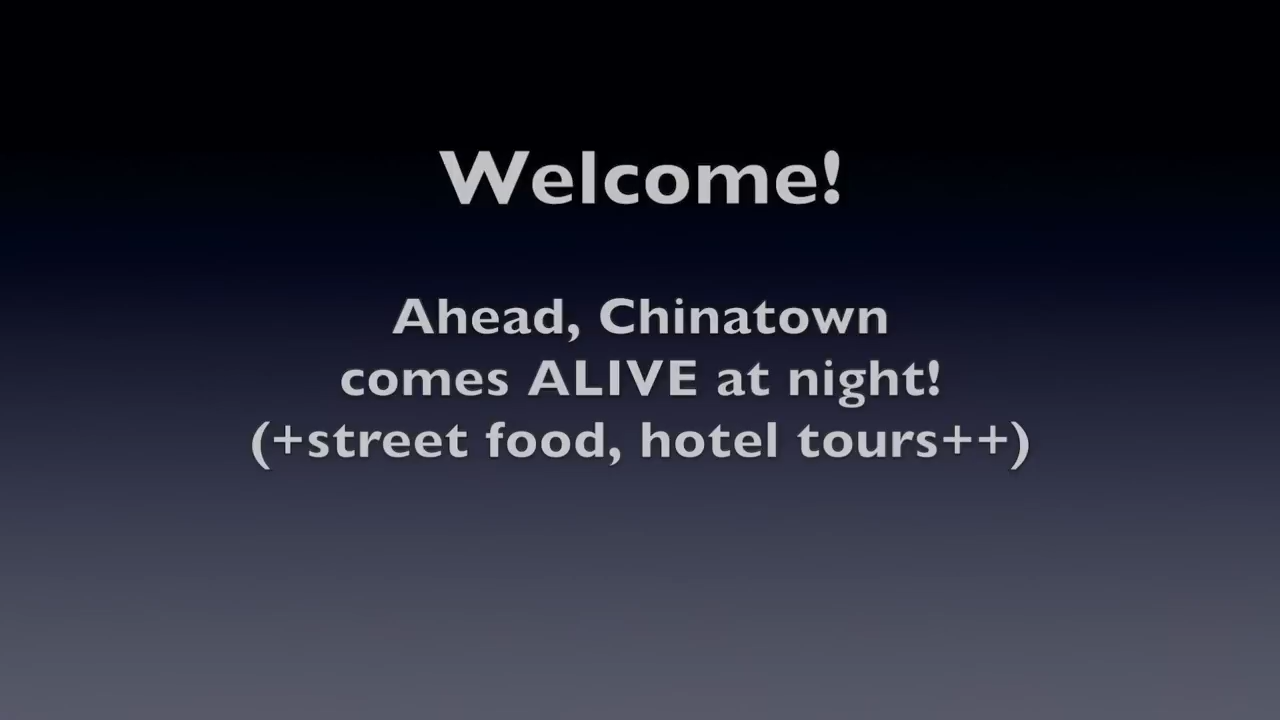 Welcome!
Ahead, Chinatown
comes ALIVE at night!
(+street food, hotel tours++)